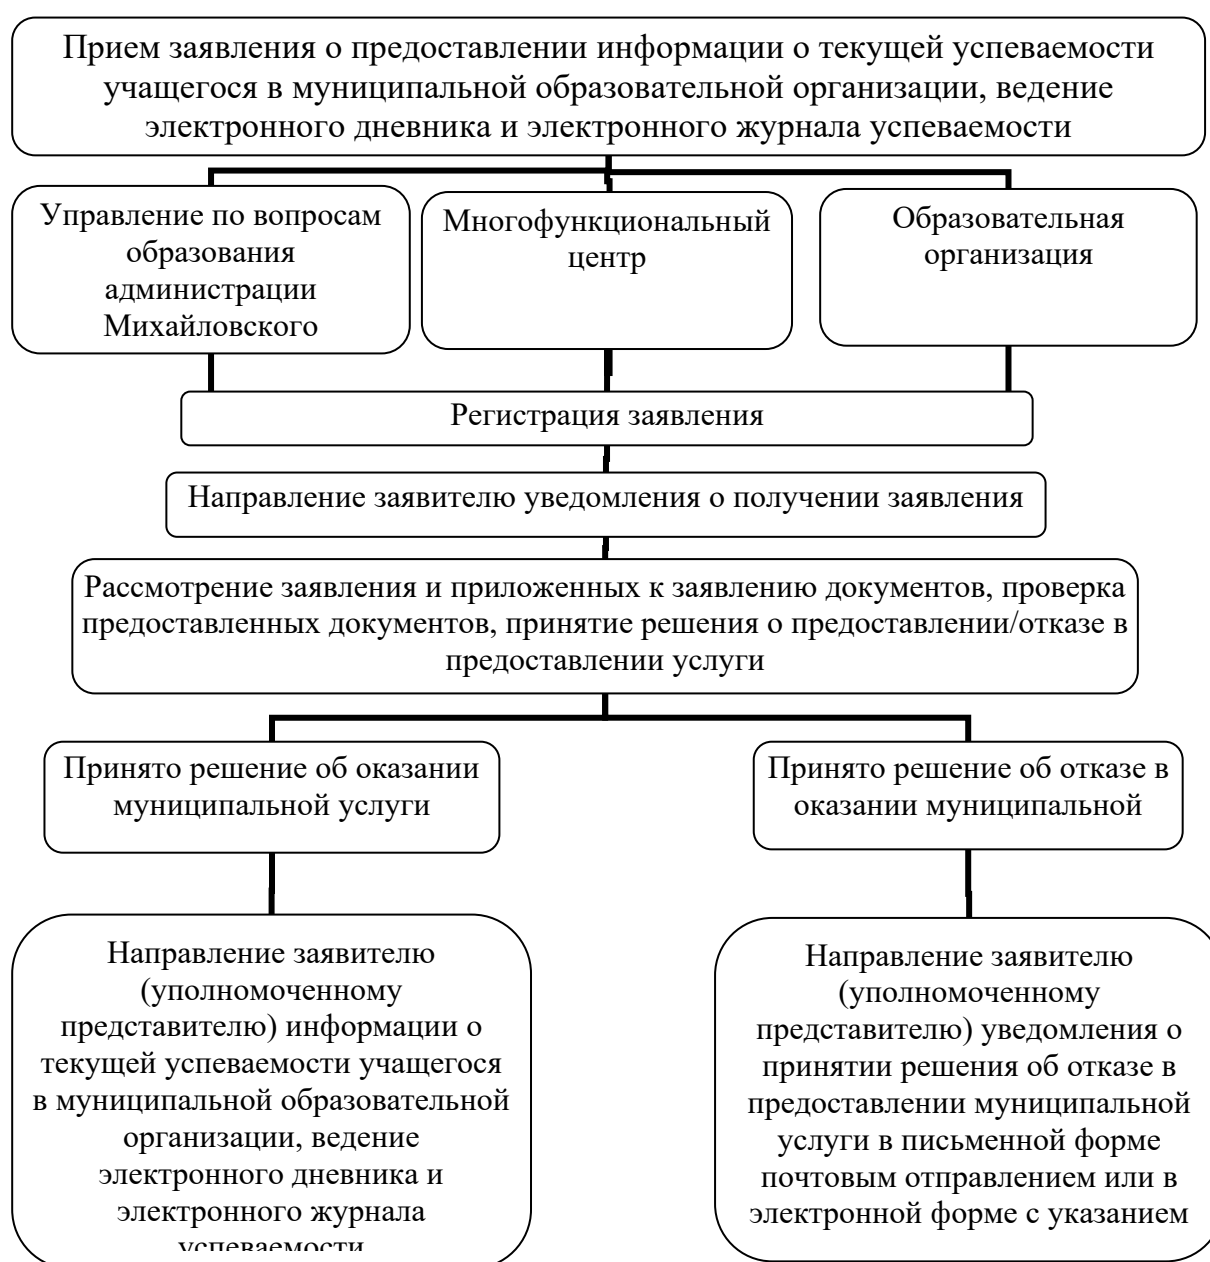 Прием заявления о предоставлении информации о текущей успеваемости
учащегося в муниципальной образовательной организации, ведение
электронного дневника и электронного журнала успеваемости
Управление по вопросам
образования
администрации
Михайловского
Многофункциональный
центр
Образовательная
организация
Регистрация заявления
Направление заявителю уведомления о получении заявления
Рассмотрение заявления и приложенных к заявлению документов, проверка
предоставленных документов, принятие решения о предоставлении/отказе в
предоставлении услуги
Принято решение об оказании
муниципальной услуги
Принято решение об отказе в
оказании муниципальной
Направление заявителю
(уполномоченному
представителю) информации о
текущей успеваемости учащегося
в муниципальной образовательной
организации, ведение
электронного дневника и
электронного журнала
успеваемости
Направление заявителю
(уполномоченному
представителю) уведомления о
принятии решения об отказе в
предоставлении муниципальной
услуги в письменной форме
почтовым отправлением или в
электронной форме с указанием